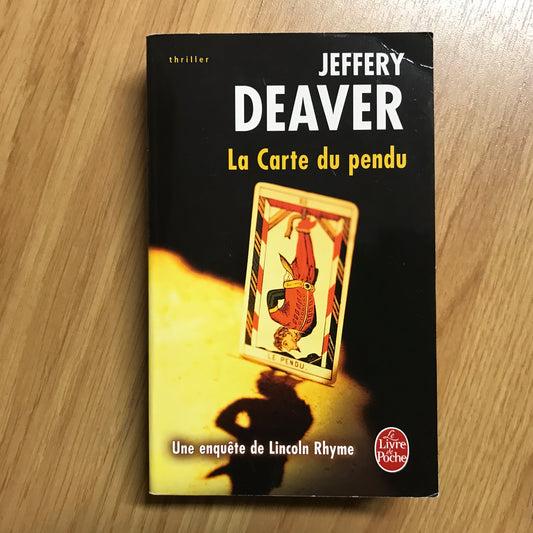 thriller
JEFFERY
DEAVER
La Carte du pendu
LE PENDU
Une enquête de Lincoln Rhyme
Le
Livre
de
Poche